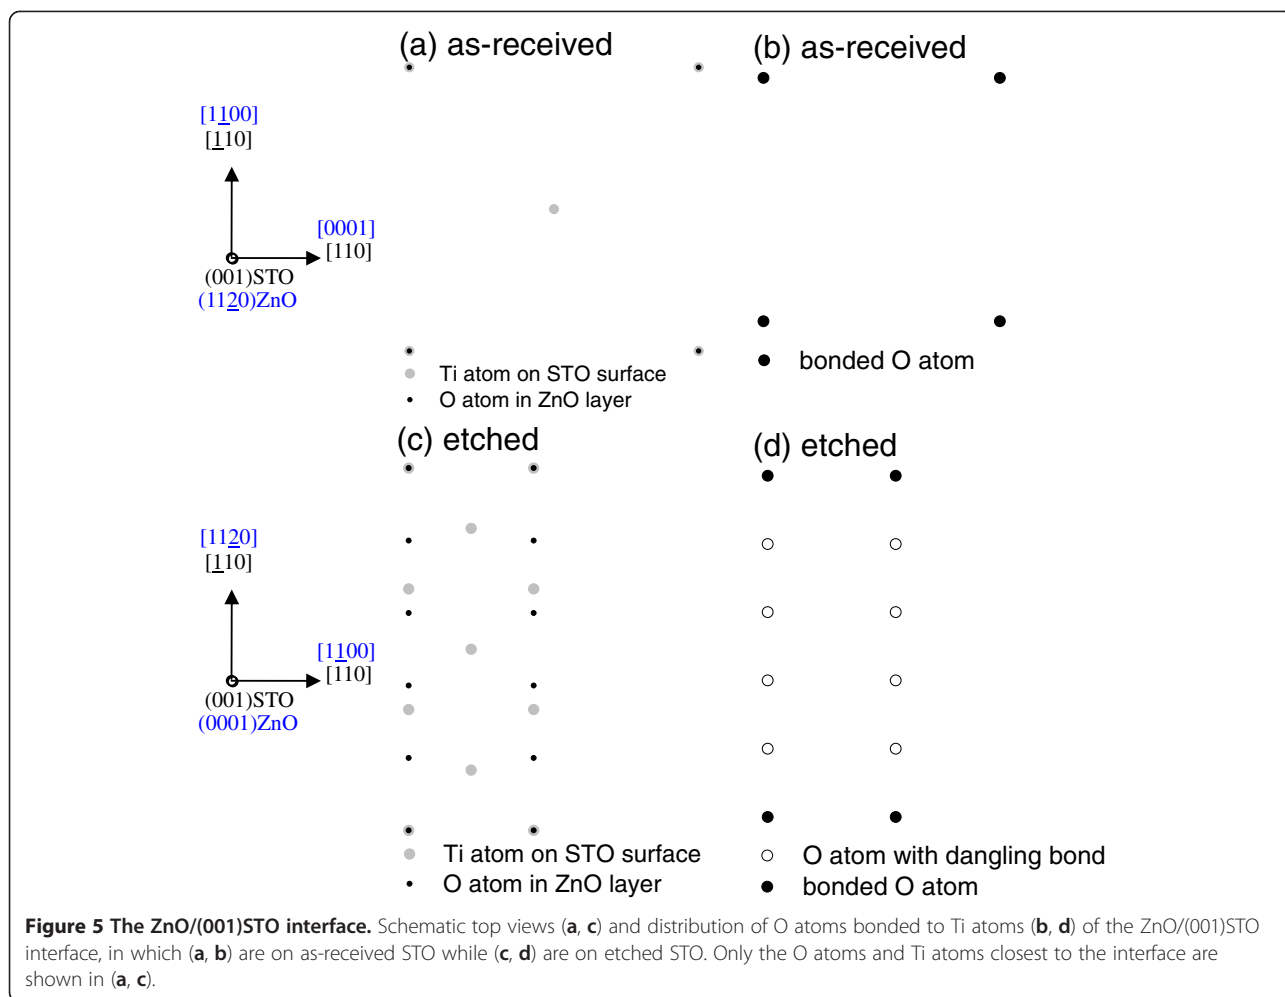 (a) as-received
(b) as-received
[1100]
[110]
[0001]
[110]
(001)STO
(1120)ZnO
Ti atom on STO surface
O atom in ZnO layer
bonded O atom
(c) etched
(d) etched
[1120]
[110]
[1100]
[110]
(001)STO
(0001)ZnO
Ti atom on STO surface
O atom in ZnO layer
O atom with dangling bond
bonded O atom
Figure 5 The ZnO/(001)STO interface. Schematic top views (a, c) and distribution of O atoms bonded to Ti atoms (b, d) of the ZnO/(001)STO
interface, in which (a, b) are on as-received STO while (c, d) are on etched STO. Only the O atoms and Ti atoms closest to the interface are
shown in (a, c).